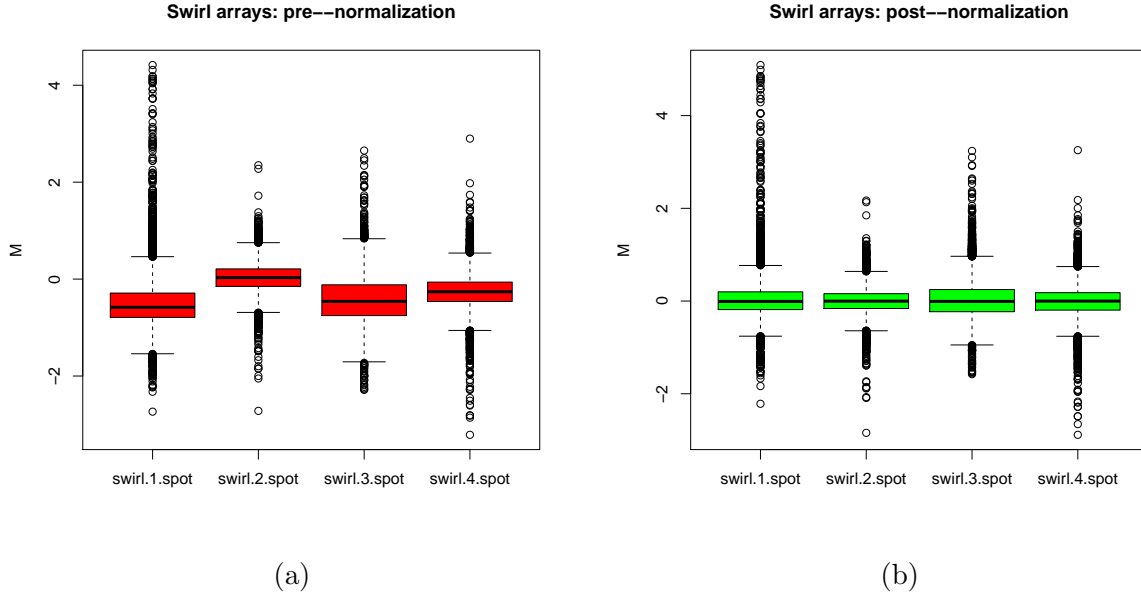 Swirl arrays: pre−−normalization
M
4
2
0
−2
swirl.1.spot swirl.2.spot swirl.3.spot swirl.4.spot
(a)
Swirl arrays: post−−normalization
M
4
2
0
−2
swirl.1.spot swirl.2.spot swirl.3.spot swirl.4.spot
(b)